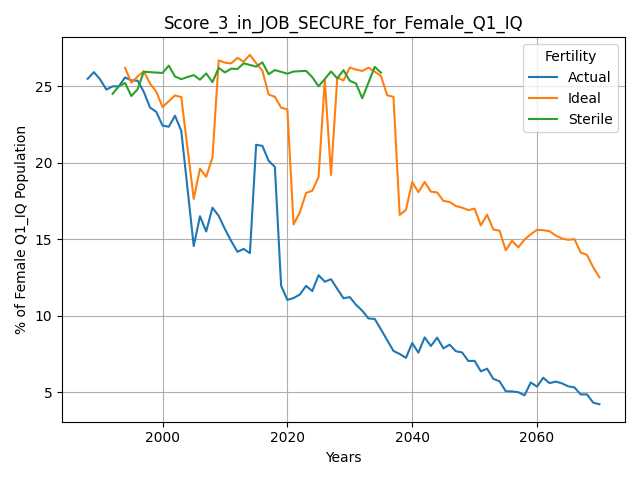 Score_3_in_JOB_SECURE_for_Female_Q1_IQ
% of Female Q1_IQ Population
25
20
15
10
5
Fertility
Actual
Ideal
Sterile
2000 2020 2040 2060
Years